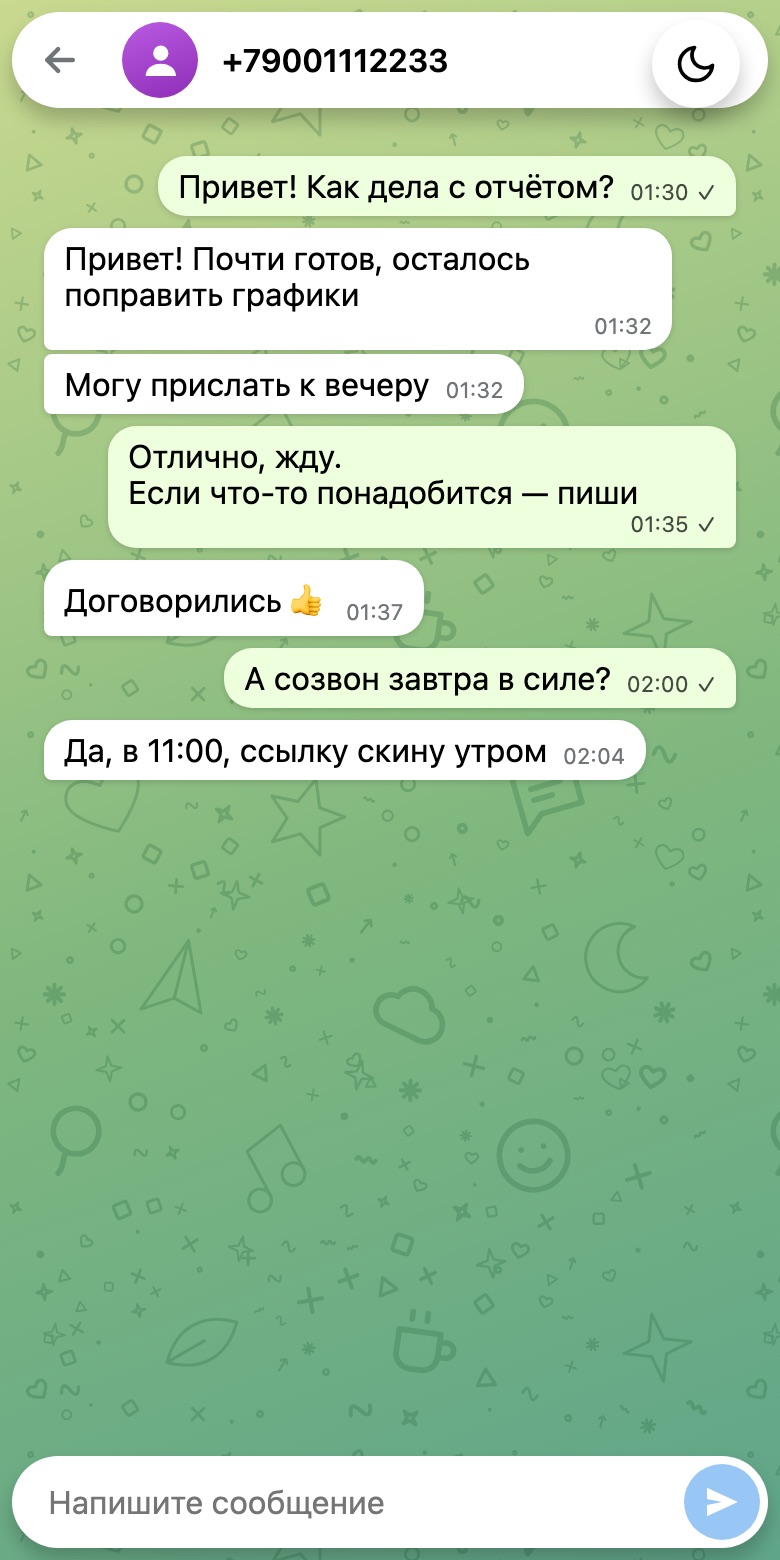 +79001112233
Привет! Как дела с отчётом? 01:30
Привет! Почти готов, осталось
поправить графики
01:32
Могу прислать к вечеру 01:32
Отлично, жду.
Если что-то понадобится — пиши
01:35
Договорились 👍 01:37
А созвон завтра в силе? 02:00
Да, в 11:00, ссылку скину утром 02:04
Напишите сообщение